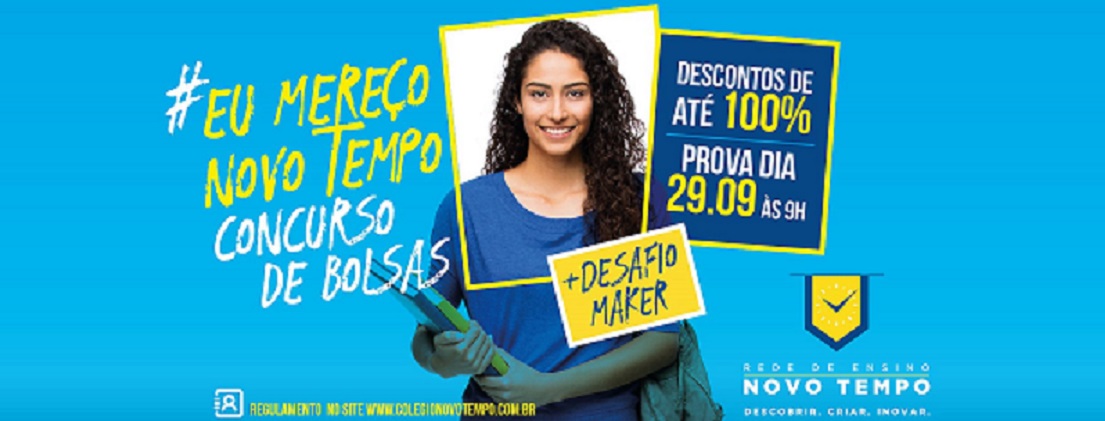 #EU MEREÇO
NOVO TEMPO
CONCURSO
DE BOLSAS
DESCONTOS DE
ATÉ 100%
PROVA DIA
29.09 ÀS 9H
+DESAFIO
MAKER
REDE DE ENSINO
NOVO TEMPO
DESCOBRIR. CRIAR. INOVAR.
REGULAMENTO NO SITE WWW.COLEGIONOVOTEMPO.COM.BR